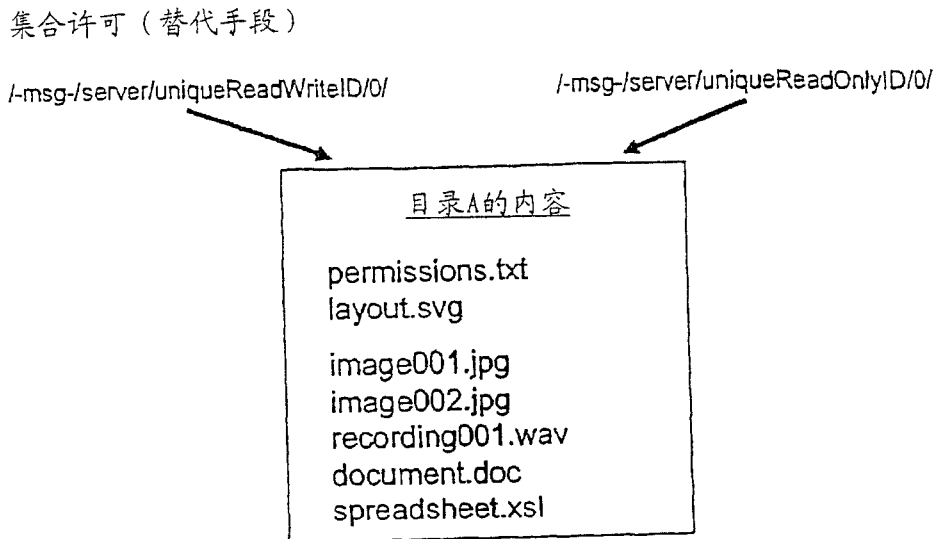 集合许可（替代手段）
/-msg-/server/uniqueReadWriteID/0/
/-msg-/server/uniqueReadOnlyID/0/
目录A的内容
permissions.txt
layout.svg
image001.jpg
image002.jpg
recording001.wav
document.doc
spreadsheet.xsl